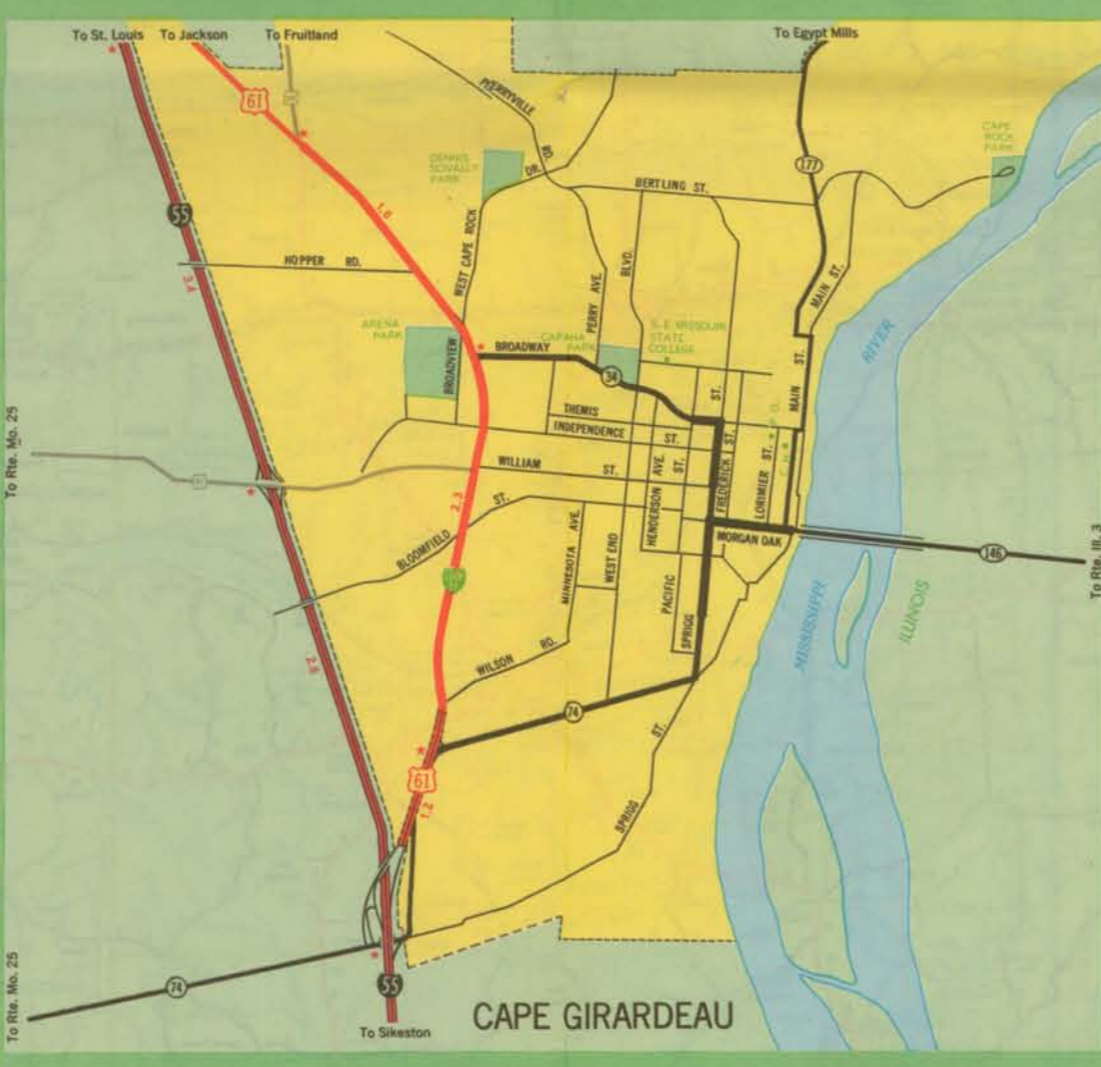 To St. Louis
To Jackson
To Fruitland
To Egypt Mills
61
PERRYVILLE
RD.
CAPE
ROCK
PARK
DENNIS
SCIVALLY
PARK
DR.
177
BERTLING ST.
55
1.6
WEST CAPE ROCK
HOPPER RD.
3.4
BLVD.
PERRY AVE.
MAIN ST.
RIVER
ARENA
PARK
BROADVIEW
BROADWAY
CAPAHA
PARK
S. E. MISSOURI
STATE
COLLEGE
34
ST.
MAIN ST.
THEMIS
INDEPENDENCE
ST.
To Rte. Mo. 25
WILLIAM
ST.
HENDERSON AVE.
ST.
FREDERICK ST.
LORIMIER ST.
P.O.
C.H.
2.3
ST.
BLOOMFIELD
MINNESOTA AVE.
WEST END
MORGAN OAK
146
To Rte. Ill. 3
PACIFIC
SPRIGG
MISSISSIPPI
ILLINOIS
2.6
WILSON RD.
74
ST.
61
1.2
SPRIGG
To Rte. Mo. 25
74
55
To Sikeston
CAPE GIRARDEAU